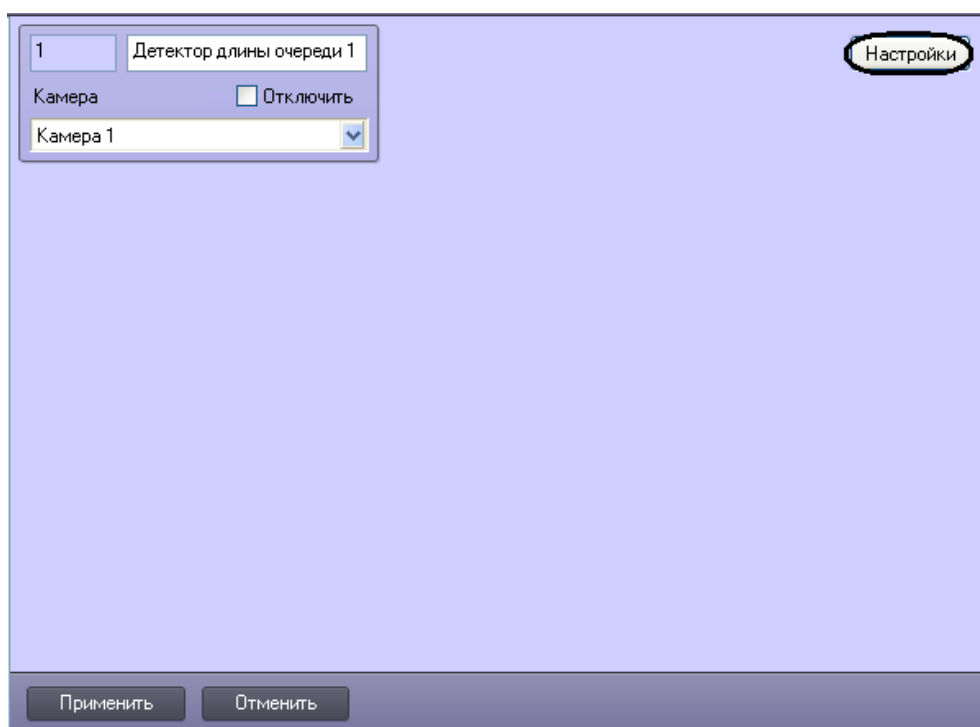 1 Детектор длины очереди 1 Настройки
Камера Отключить
Камера 1
Применить Отменить